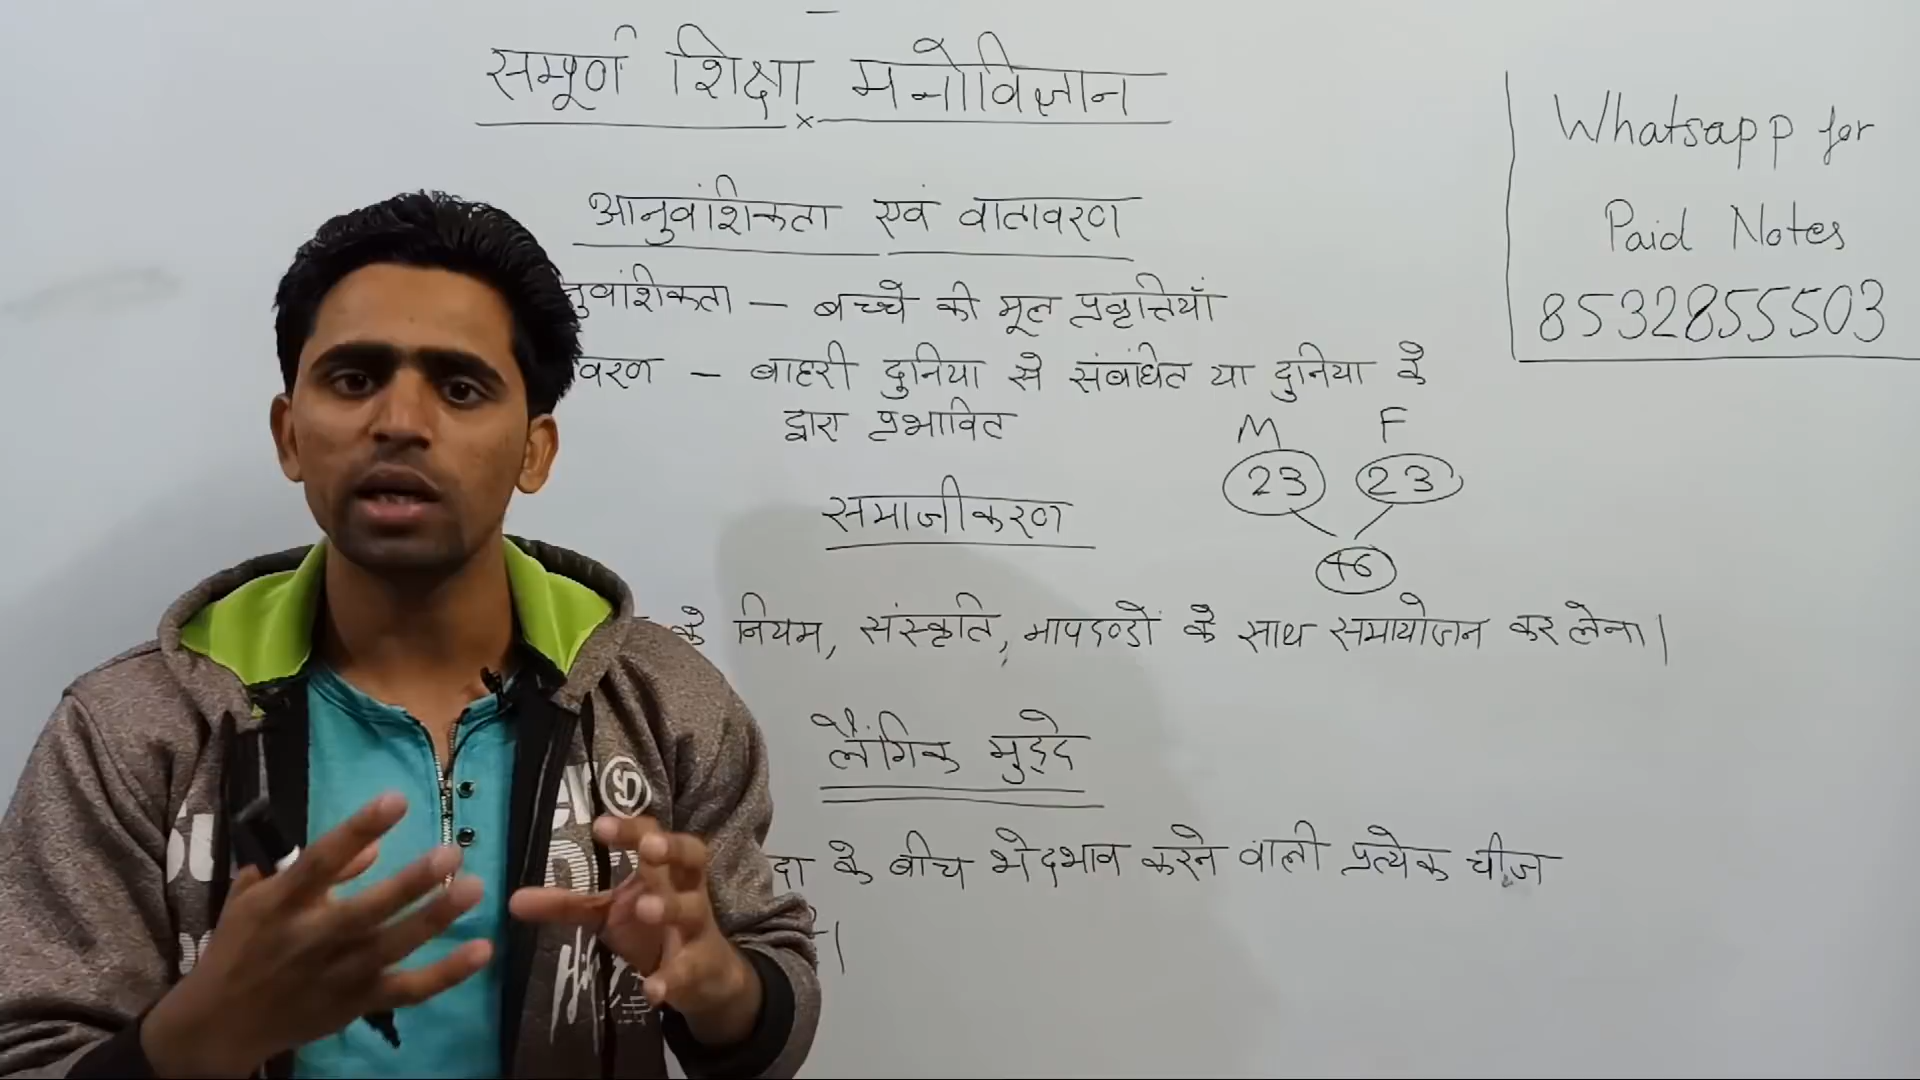 सम्पूर्ण शिक्षा मनोविज्ञान
Whatsapp for
Paid Notes
8532855503
आनुवांशिकता एवं वातावरण
नुवांशिकता - बच्चे की मूल प्रवृत्तियाँ
वरण - बाहरी दुनिया से संबंधित या दुनिया के
द्वारा प्रभावित
M F
23 23
46
समाजीकरण
के नियम, संस्कृति, मापदण्डों के साथ समायोजन कर लेना।
लैंगिक मुद्दे
दा के बीच भेदभाव करने वाली प्रत्येक चीज